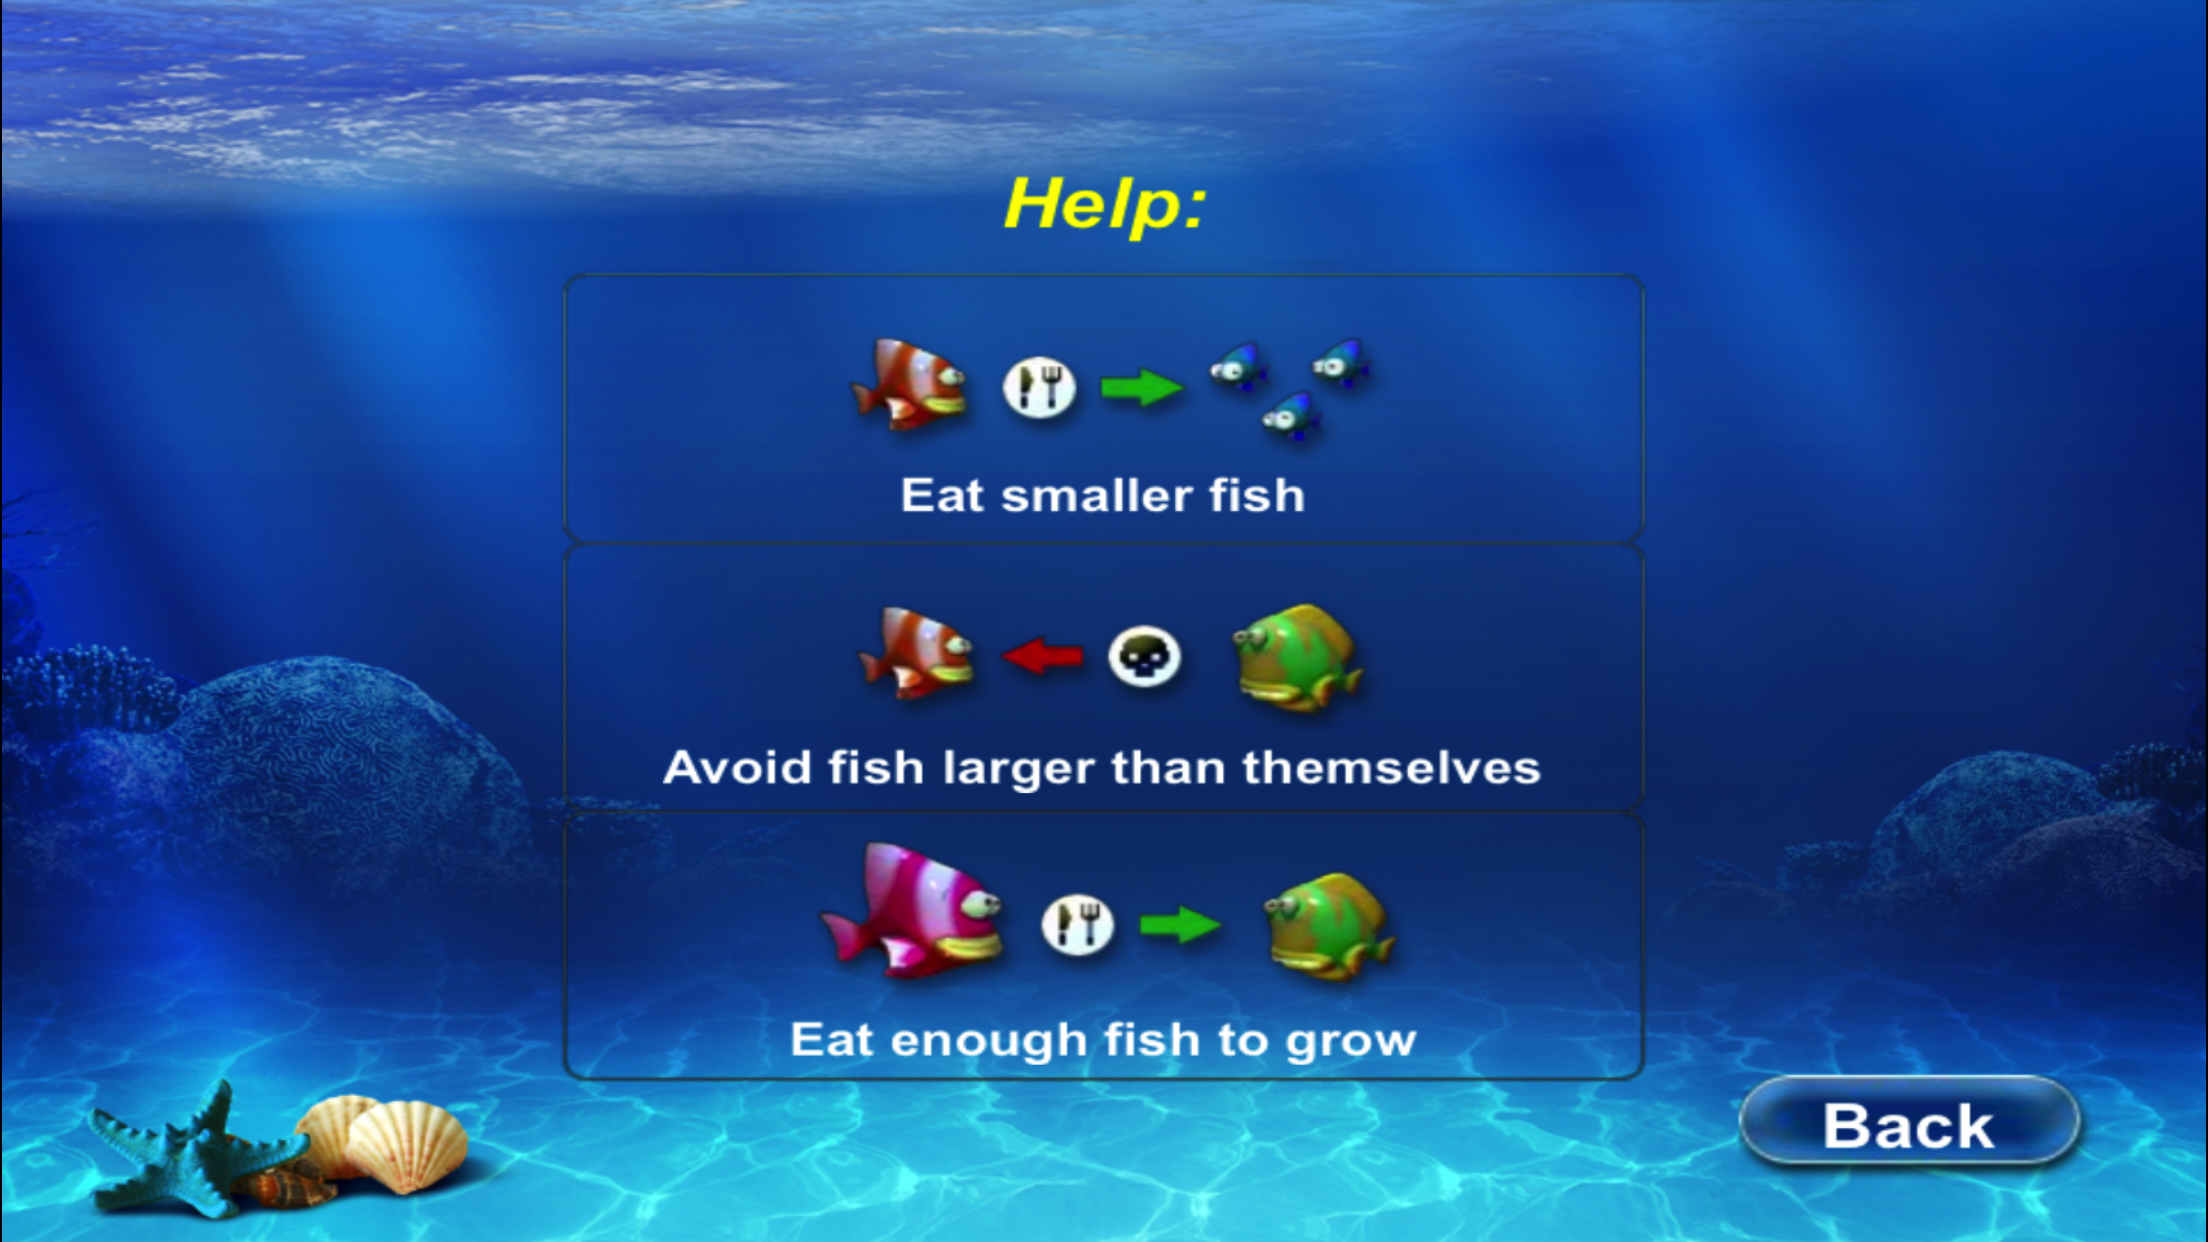 Help:
Eat smaller fish
Avoid fish larger than themselves
Eat enough fish to grow
Back